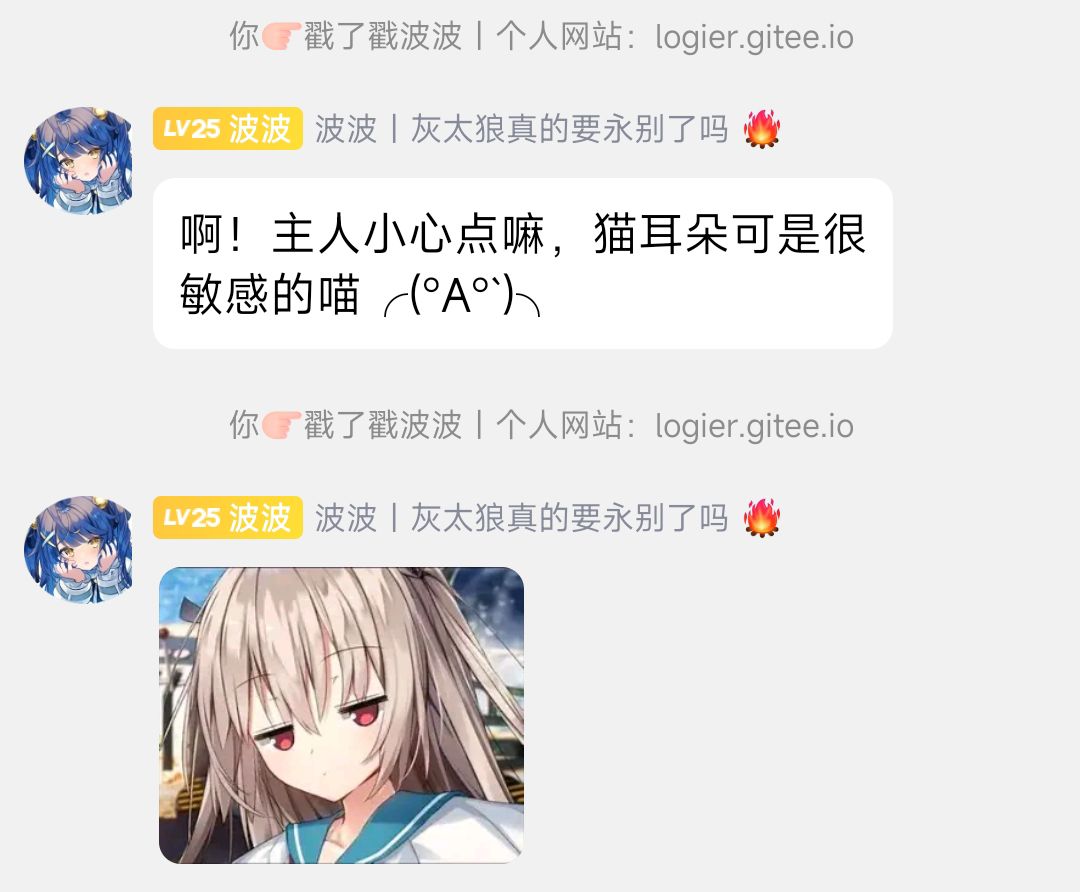 你👉戳了戳波波丨个人网站：logier.gitee.io
LV25 波波 波波丨灰太狼真的要永别了吗 🔥
啊！主人小心点嘛，猫耳朵可是很
敏感的喵╭(°A°`)╮
你👉戳了戳波波丨个人网站：logier.gitee.io
LV25 波波 波波丨灰太狼真的要永别了吗 🔥